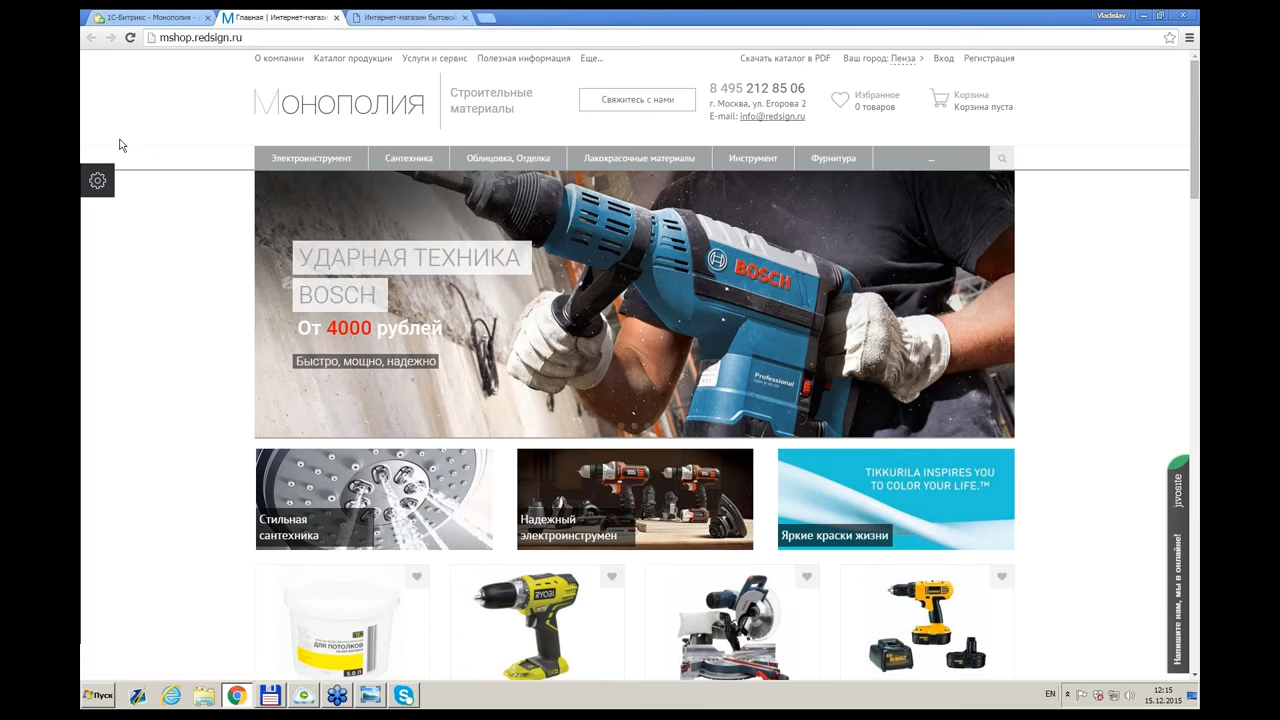 1С-Битрикс - Монополия -
Главная | Интернет-магази
Интернет-магазин бытовой
Vladislav
mshop.redsign.ru
О компании Каталог продукции Услуги и сервис Полезная информация Еще...
Скачать каталог в PDF Ваш город: Пенза Вход Регистрация
МОНОПОЛИЯ
Строительные
материалы
Свяжитесь с нами
8 495 212 85 06
г. Москва, ул. Егорова 2
E-mail: info@redsign.ru
Избранное
0 товаров
Корзина
Корзина пуста
Электроинструмент Сантехника Облицовка, Отделка Лакокрасочные материалы Инструмент Фурнитура ...
УДАРНАЯ ТЕХНИКА
BOSCH
От 4000 рублей
Быстро, мощно, надежно
BOSCH
Professional
Стильная
сантехника
Надежный
электроинструмен
TIKKURILA INSPIRES YOU
TO COLOR YOUR LIFE.™
Яркие краски жизни
jivosite
Напишите нам, мы в онлайне!
ДЛЯ ПОТОЛКОВ
RYOBI
DEWALT
Пуск
EN
12:15
15.12.2015